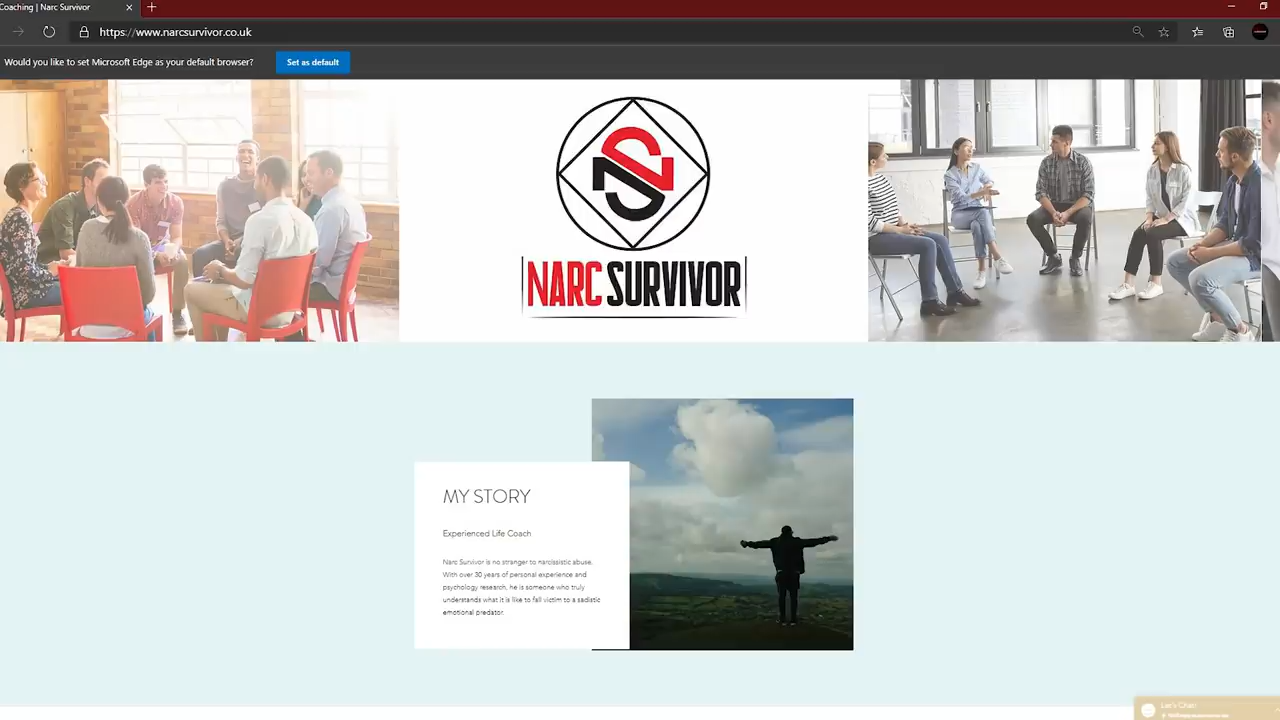 Coaching | Narc Survivor
https://www.narcsurvivor.co.uk
Would you like to set Microsoft Edge as your default browser?
Set as default
NS
NARC SURVIVOR
MY STORY
Experienced Life Coach
Narc Survivor is no stranger to narcissistic abuse.
With over 30 years of personal experience and
psychology research, he is someone who truly
understands what it is like to fall victim to a sadistic
emotional predator.
Let's Chat!